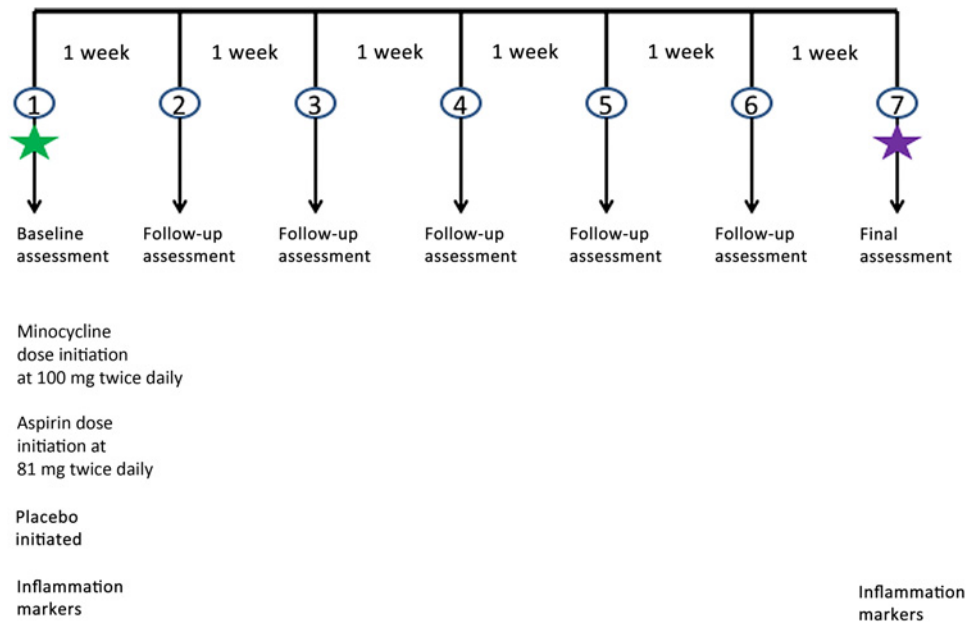 1 week 1 week 1 week 1 week 1 week 1 week
1 2 3 4 5 6 7
Baseline assessment
Follow-up assessment
Follow-up assessment
Follow-up assessment
Follow-up assessment
Follow-up assessment
Final assessment
Minocycline
dose initiation
at 100 mg twice daily
Aspirin dose
initiation at
81 mg twice daily
Placebo
initiated
Inflammation
markers
Inflammation
markers